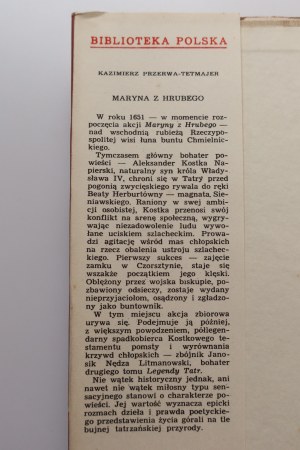 BIBLIOTEKA POLSKA
KAZIMIERZ PRZERWA-TETMAJER
MARYNA Z HRUBEGO
W roku 1651 — w momencie roz-
poczęcia akcji Maryny z Hrubego —
nad wschodnią rubieżą Rzeczypo-
spolitej wisi łuna buntu Chmielnic-
kiego.
Tymczasem główny bohater po-
wieści — Aleksander Kostka Na-
pierski, naturalny syn króla Włady-
sława IV, chroni się w Tatry przed
pogonią zwycięskiego rywala do ręki
Beaty Herburtówny — magnata, Sie-
niawskiego. Raniony w swej ambi-
cji osobistej, Kostka przenosi swój
konflikt na arenę społeczną, wygry-
wając niezadowolenie ludu wywo-
łane uciskiem szlacheckim. Prowa-
dzi agitację wśród mas chłopskich
na rzecz obalenia ustroju szlachec-
kiego. Pierwszy sukces — zajęcie
zamku w Czorsztynie, staje się
wszakże początkiem jego klęski.
Oblężony przez wojska biskupie, po-
zbawiony odsieczy, zostaje wydany
nieprzyjaciołom, osądzony i zgładzo-
ny jako buntownik.
W tym miejscu akcja zbiorowa
urywa się. Podejmuje ją później,
z większym powodzeniem, półlegen-
darny spadkobierca Kostkowego te-
stamentu pomsty i wyrównania
krzywd chłopskich — zbójnik Jano-
sik Nędza Litmanowski, bohater
drugiego tomu Legendy Tatr.
Nie wątek historyczny jednak, ani
nawet nie wątek miłosny typu sen-
sacyjnego stanowi o charakterze po-
wieści. Jej wartość wyznacza epicki
rozmach dzieła i prawda poetyckie-
go przedstawienia życia górali na tle
bujnej tatrzańskiej przyrody.